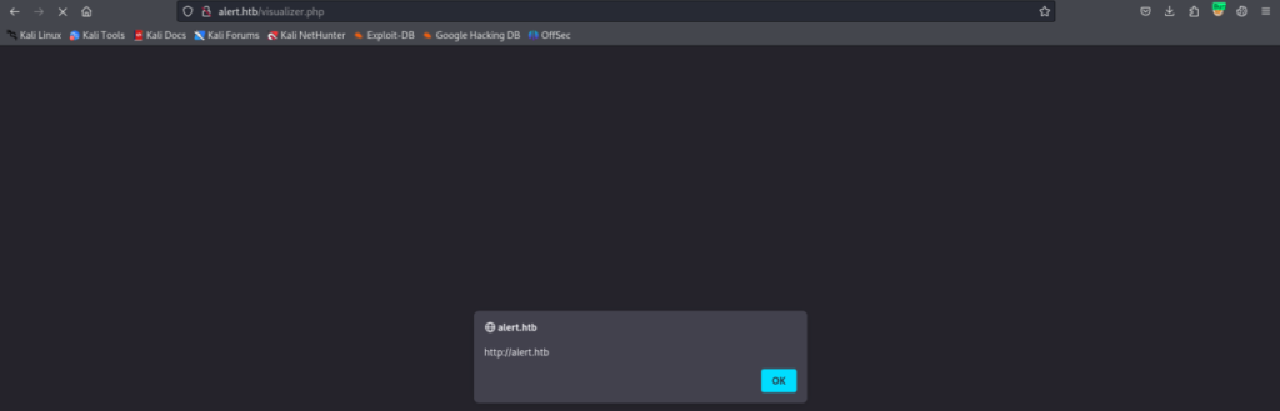 alert.htb/visualizer.php
Kali Linux Kali Tools Kali Docs Kali Forums Kali NetHunter Exploit-DB Google Hacking DB OffSec
alert.htb
http://alert.htb
OK